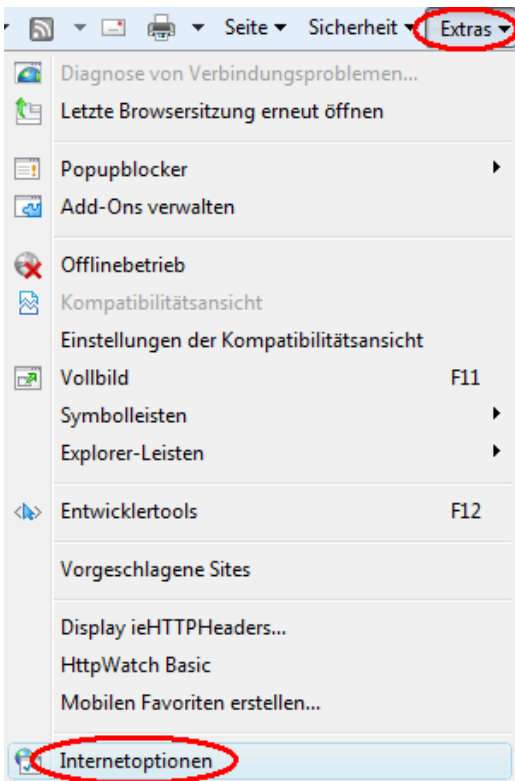 Seite Sicherheit Extras
Diagnose von Verbindungsproblemen...
Letzte Browsersitzung erneut öffnen
Popupblocker
Add-Ons verwalten
Offlinebetrieb
Kompatibilitätsansicht
Einstellungen der Kompatibilitätsansicht
Vollbild F11
Symbolleisten
Explorer-Leisten
Entwicklertools F12
Vorgeschlagene Sites
Display ieHTTPHeaders...
HttpWatch Basic
Mobilen Favoriten erstellen...
Internetoptionen